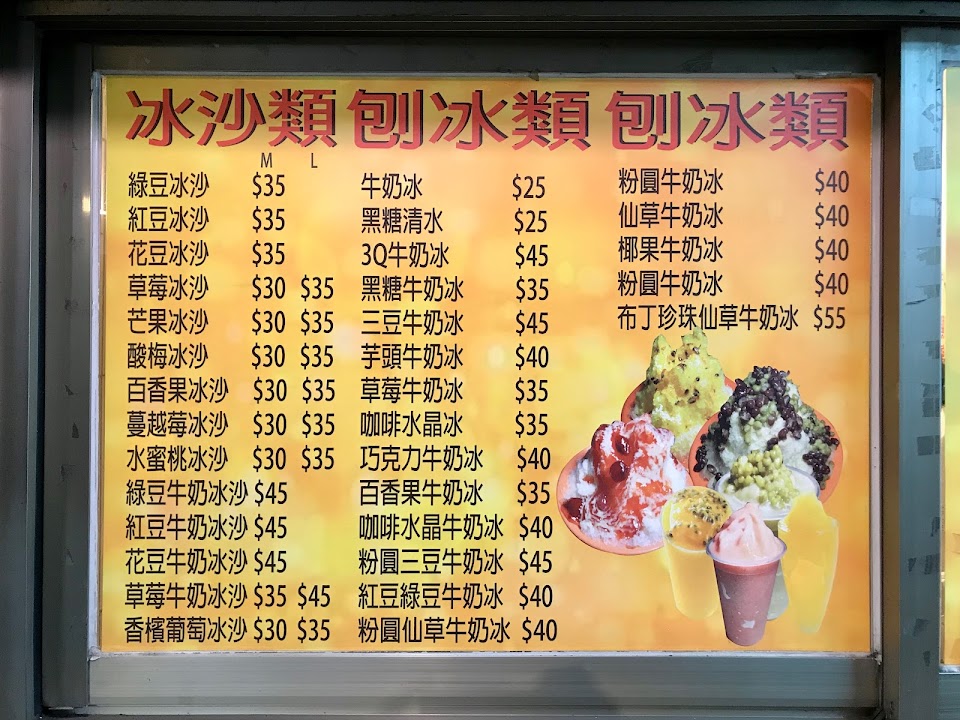 冰沙類
M L
綠豆冰沙 $35
紅豆冰沙 $35
花豆冰沙 $35
草莓冰沙 $30 $35
芒果冰沙 $30 $35
酸梅冰沙 $30 $35
百香果冰沙 $30 $35
蔓越莓冰沙 $30 $35
水蜜桃冰沙 $30 $35
綠豆牛奶冰沙 $45
紅豆牛奶冰沙 $45
花豆牛奶冰沙 $45
草莓牛奶冰沙 $35 $45
香檳葡萄冰沙 $30 $35
刨冰類
牛奶冰 $25
黑糖清水 $25
3Q牛奶冰 $45
黑糖牛奶冰 $35
三豆牛奶冰 $45
芋頭牛奶冰 $40
草莓牛奶冰 $35
咖啡水晶冰 $35
巧克力牛奶冰 $40
百香果牛奶冰 $35
咖啡水晶牛奶冰 $40
粉圓三豆牛奶冰 $45
紅豆綠豆牛奶冰 $40
粉圓仙草牛奶冰 $40
刨冰類
粉圓牛奶冰 $40
仙草牛奶冰 $40
椰果牛奶冰 $40
粉圓牛奶冰 $40
布丁珍珠仙草牛奶冰 $55